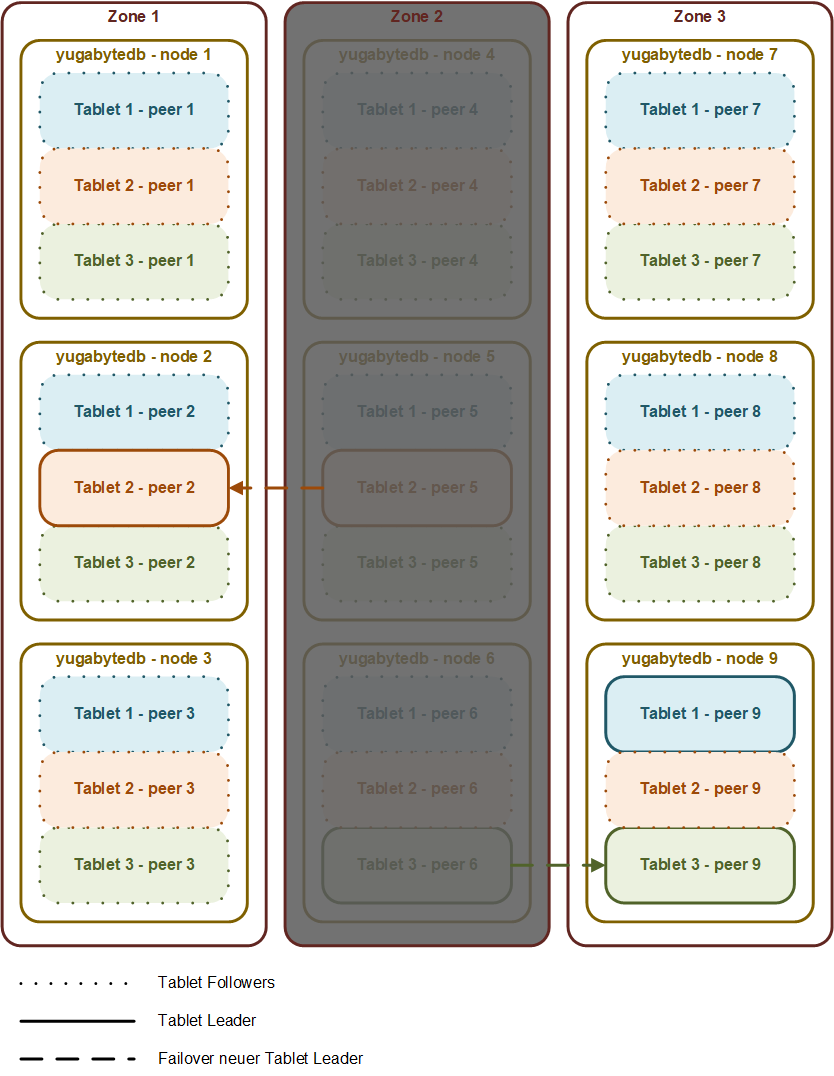 Zone 1
yugabytedb - node 1
Tablet 1 - peer 1
Tablet 2 - peer 1
Tablet 3 - peer 1
yugabytedb - node 2
Tablet 1 - peer 2
Tablet 2 - peer 2
Tablet 3 - peer 2
yugabytedb - node 3
Tablet 1 - peer 3
Tablet 2 - peer 3
Tablet 3 - peer 3
Zone 2
yugabytedb - node 4
Tablet 1 - peer 4
Tablet 2 - peer 4
Tablet 3 - peer 4
yugabytedb - node 5
Tablet 1 - peer 5
Tablet 2 - peer 5
Tablet 3 - peer 5
yugabytedb - node 6
Tablet 1 - peer 6
Tablet 2 - peer 6
Tablet 3 - peer 6
Zone 3
yugabytedb - node 7
Tablet 1 - peer 7
Tablet 2 - peer 7
Tablet 3 - peer 7
yugabytedb - node 8
Tablet 1 - peer 8
Tablet 2 - peer 8
Tablet 3 - peer 8
yugabytedb - node 9
Tablet 1 - peer 9
Tablet 2 - peer 9
Tablet 3 - peer 9
Tablet Followers
Tablet Leader
Failover neuer Tablet Leader